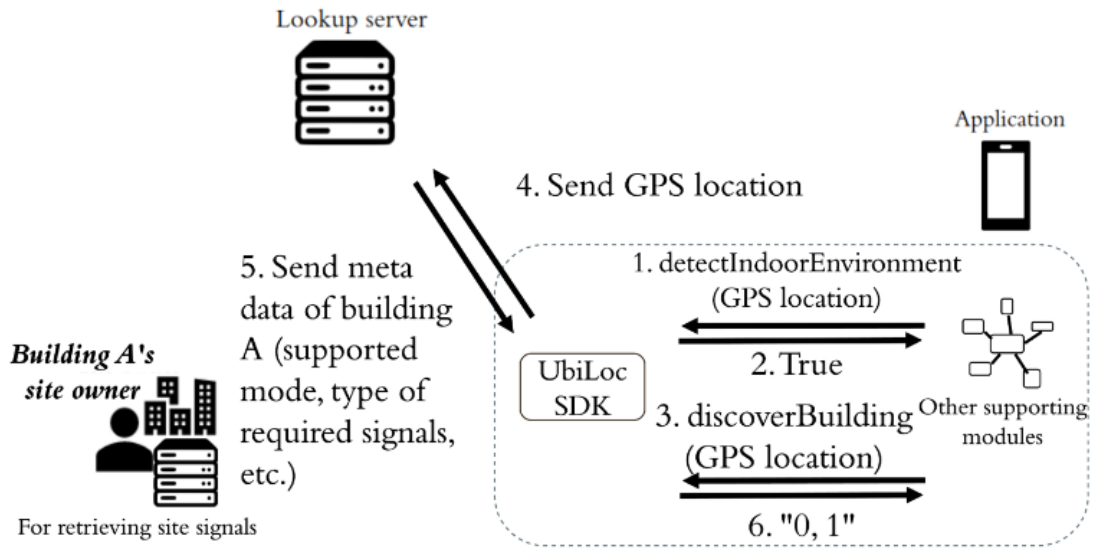 Lookup server
Application
4. Send GPS location
1. detectIndoorEnvironment
(GPS location)
2. True
5. Send meta
data of building
A (supported
mode, type of
required signals,
etc.)
Building A's
site owner
For retrieving site signals
UbiLoc
SDK
3. discoverBuilding
(GPS location)
6. "0, 1"
Other supporting
modules